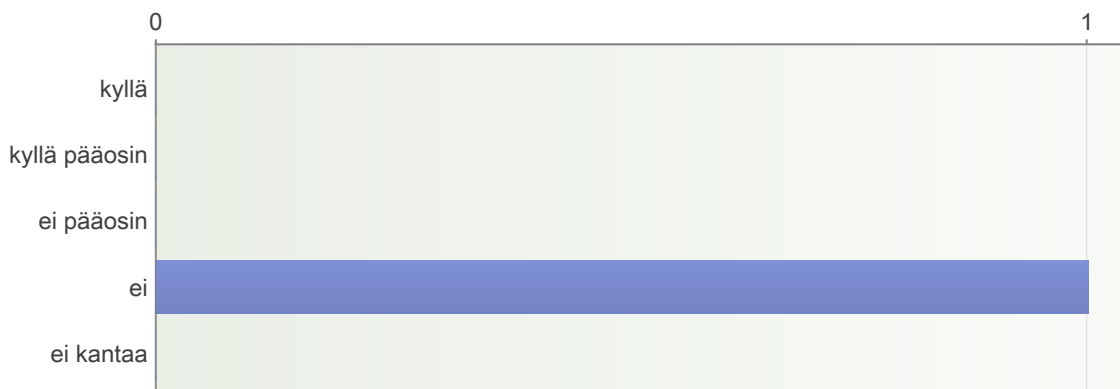 0 1
kyllä
kyllä pääosin
ei pääosin
ei
ei kantaa